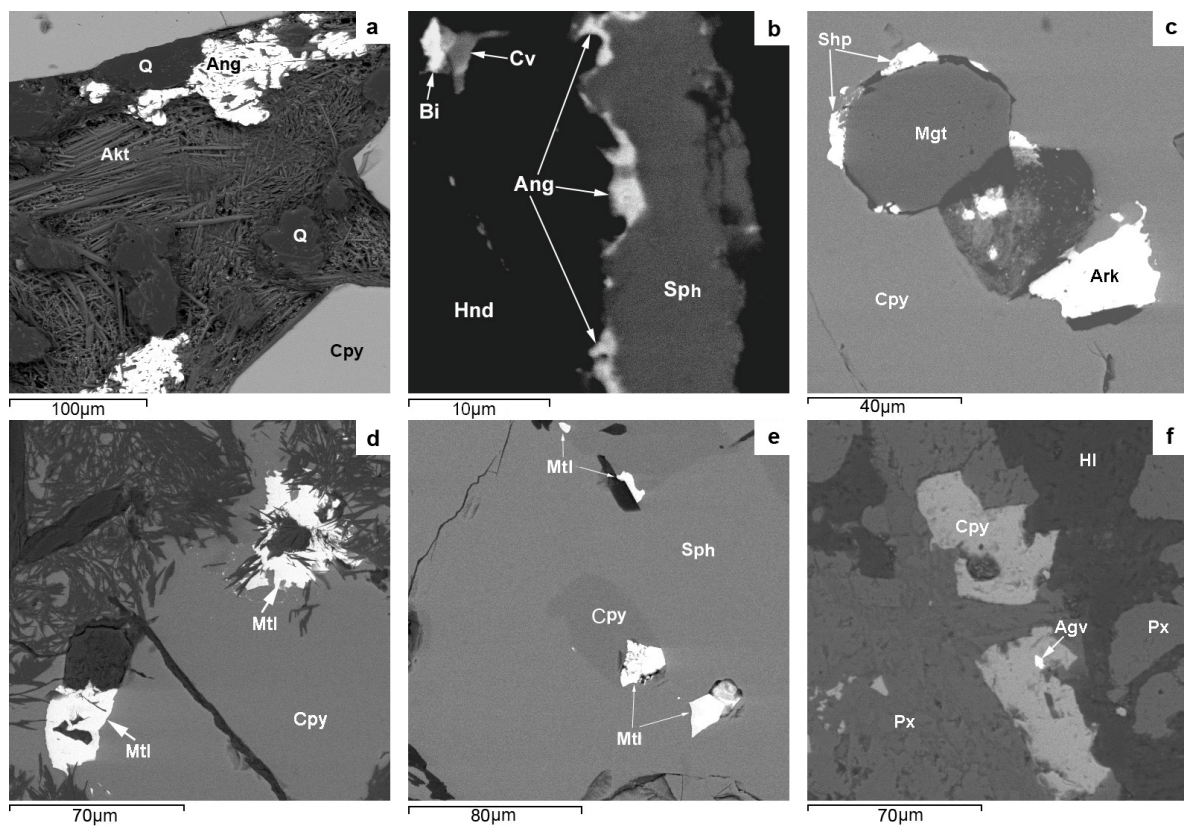 a
Q
Ang
Akt
Q
Cpy
100µm
b
Cv
Bi
Ang
Hnd
Sph
10µm
c
Shp
Mgt
Ark
Cpy
40µm
d
Mtl
Mtl
Cpy
70µm
e
Mtl
Sph
Cpy
Mtl
80µm
f
Hl
Cpy
Agv
Px
Px
70µm